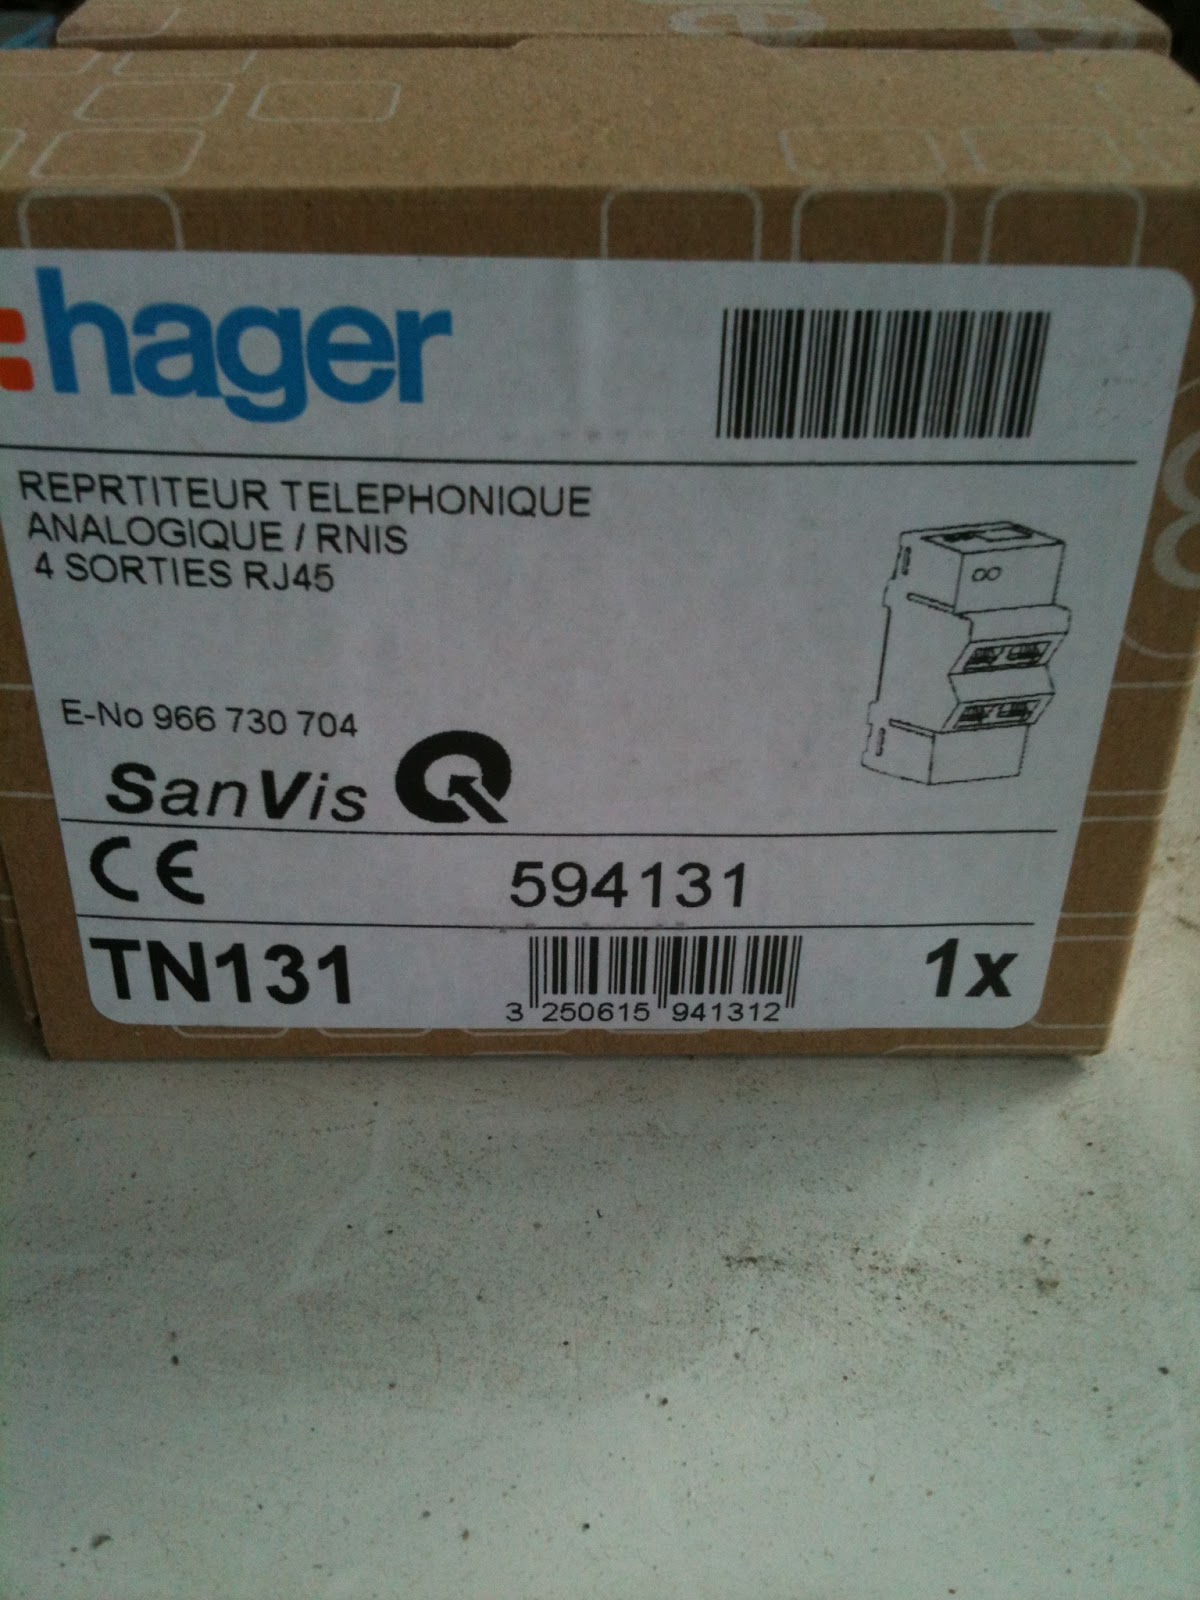 hager
REPRTITEUR TELEPHONIQUE
ANALOGIQUE / RNIS
4 SORTIES RJ45
E-No 966 730 704
SanVis
CE
594131
TN131
3 250615 941312
1x